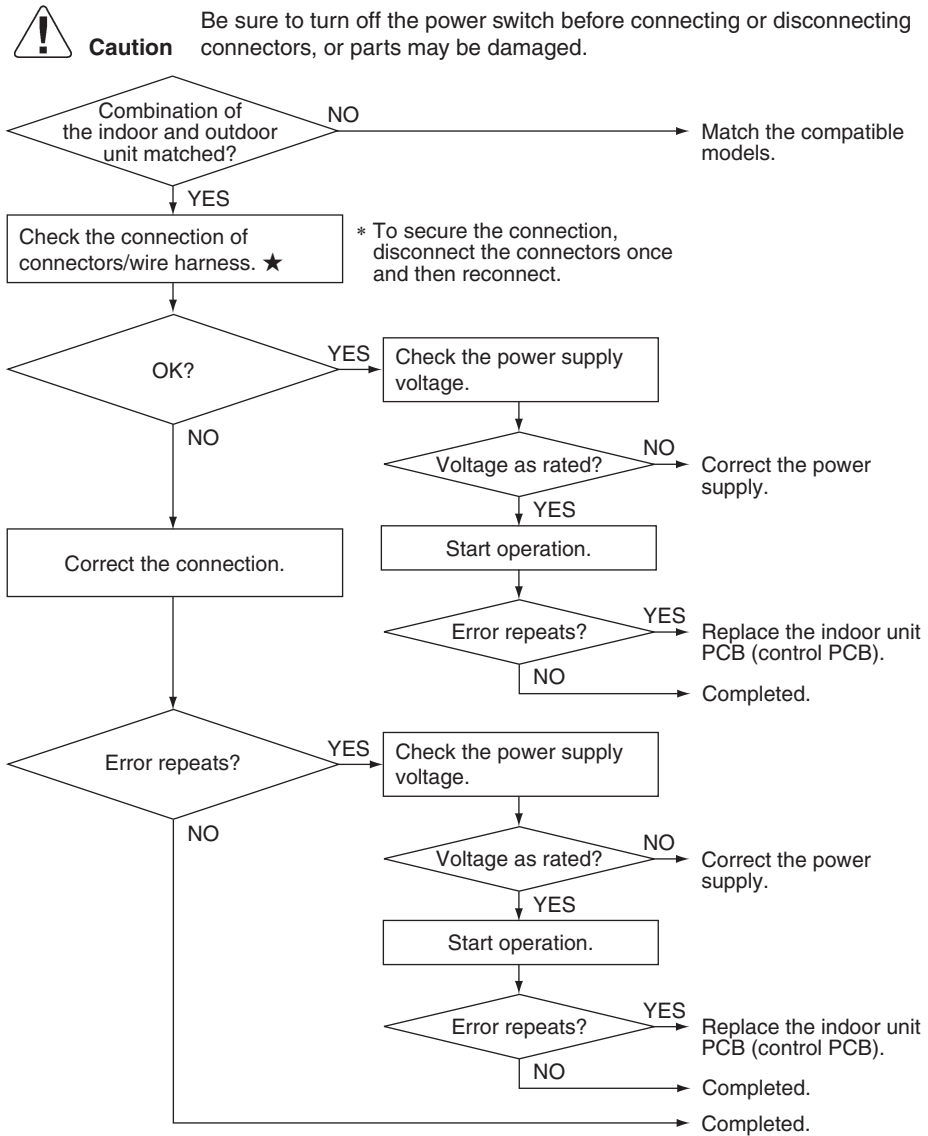 Be sure to turn off the power switch before connecting or disconnecting
Caution connectors, or parts may be damaged.
Combination of
the indoor and outdoor
unit matched?
NO
Match the compatible
models.
YES
Check the connection of
connectors/wire harness. ★
* To secure the connection,
disconnect the connectors once
and then reconnect.
OK?
YES
Check the power supply
voltage.
NO
Voltage as rated?
NO
Correct the power
supply.
YES
Start operation.
Correct the connection.
Error repeats?
YES
Replace the indoor unit
PCB (control PCB).
NO
Completed.
Error repeats?
YES
Check the power supply
voltage.
NO
Voltage as rated?
NO
Correct the power
supply.
YES
Start operation.
Error repeats?
YES
Replace the indoor unit
PCB (control PCB).
NO
Completed.
Completed.